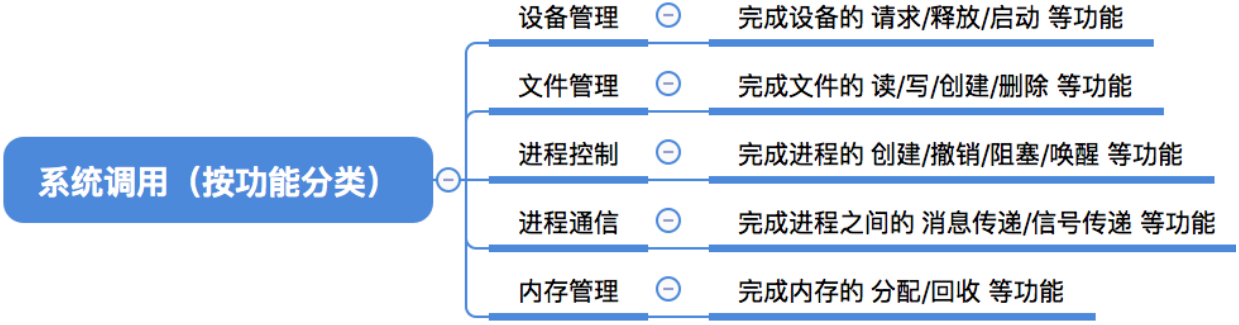 设备管理 完成设备的 请求/释放/启动 等功能
文件管理 完成文件的 读/写/创建/删除 等功能
进程控制 完成进程的 创建/撤销/阻塞/唤醒 等功能
系统调用（按功能分类）
进程通信 完成进程之间的 消息传递/信号传递 等功能
内存管理 完成内存的 分配/回收 等功能